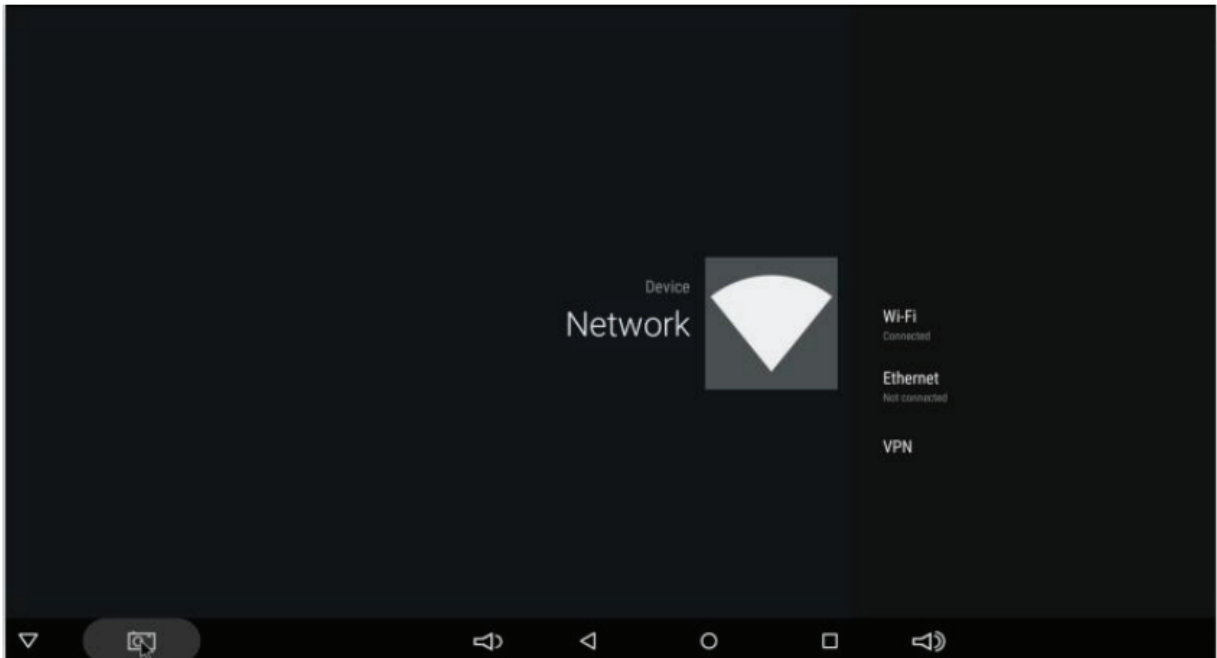 Device
Network
Wi-Fi
Connected
Ethernet
Not connected
VPN